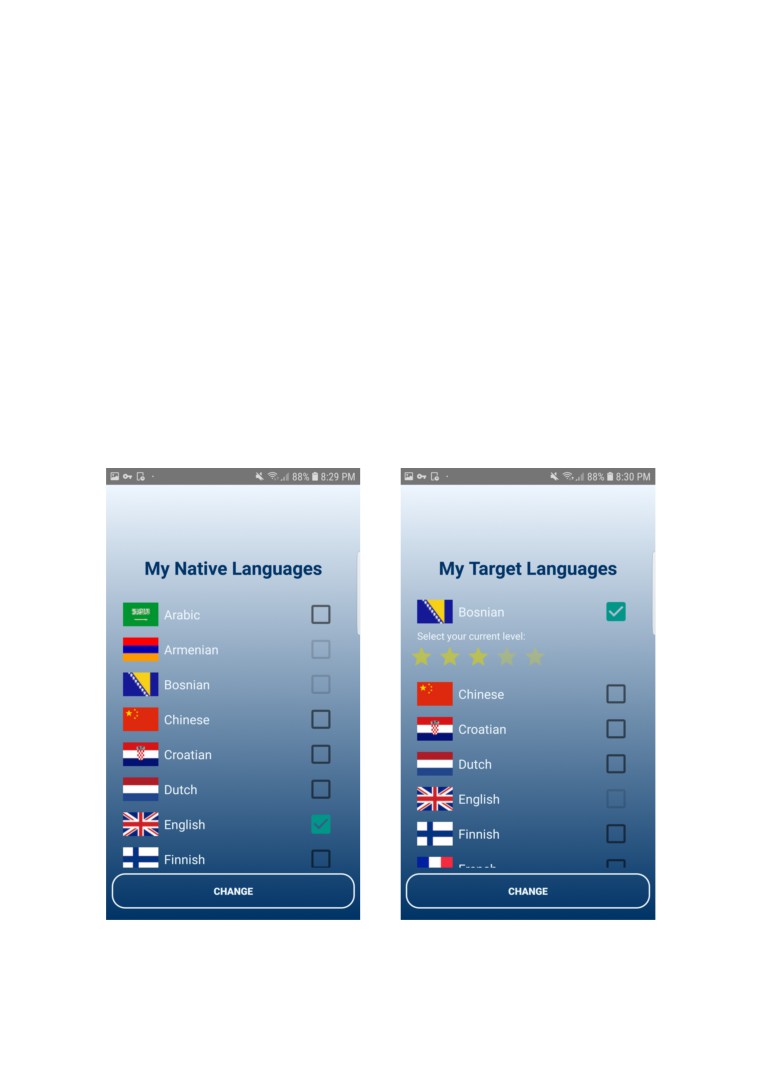 88% 8:29 PM
My Native Languages
Arabic
Armenian
Bosnian
Chinese
Croatian
Dutch
English
Finnish
CHANGE
88% 8:30 PM
My Target Languages
Bosnian
Select your current level:
Chinese
Croatian
Dutch
English
Finnish
French
CHANGE